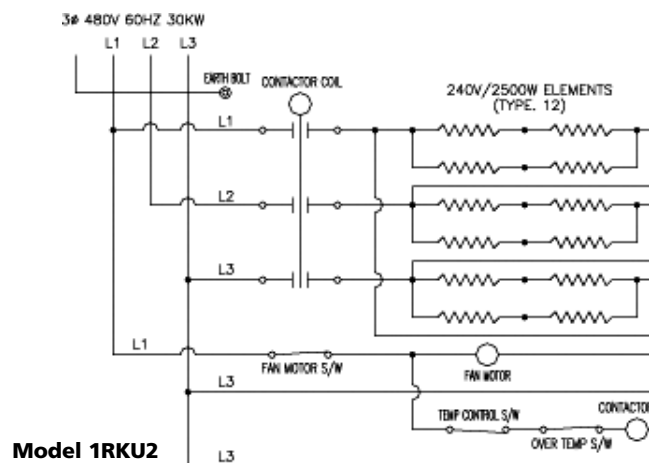 3ø 480V 60HZ 30KW
L1 L2 L3
EARTH BOLT
CONTACTOR COIL
240V/2500W ELEMENTS
(TYPE. 12)
L1
L2
L3
L1
FAN MOTOR S/W
FAN MOTOR
L3
TEMP CONTROL S/W
OVER TEMP S/W
CONTACTOR
Model 1RKU2
L3